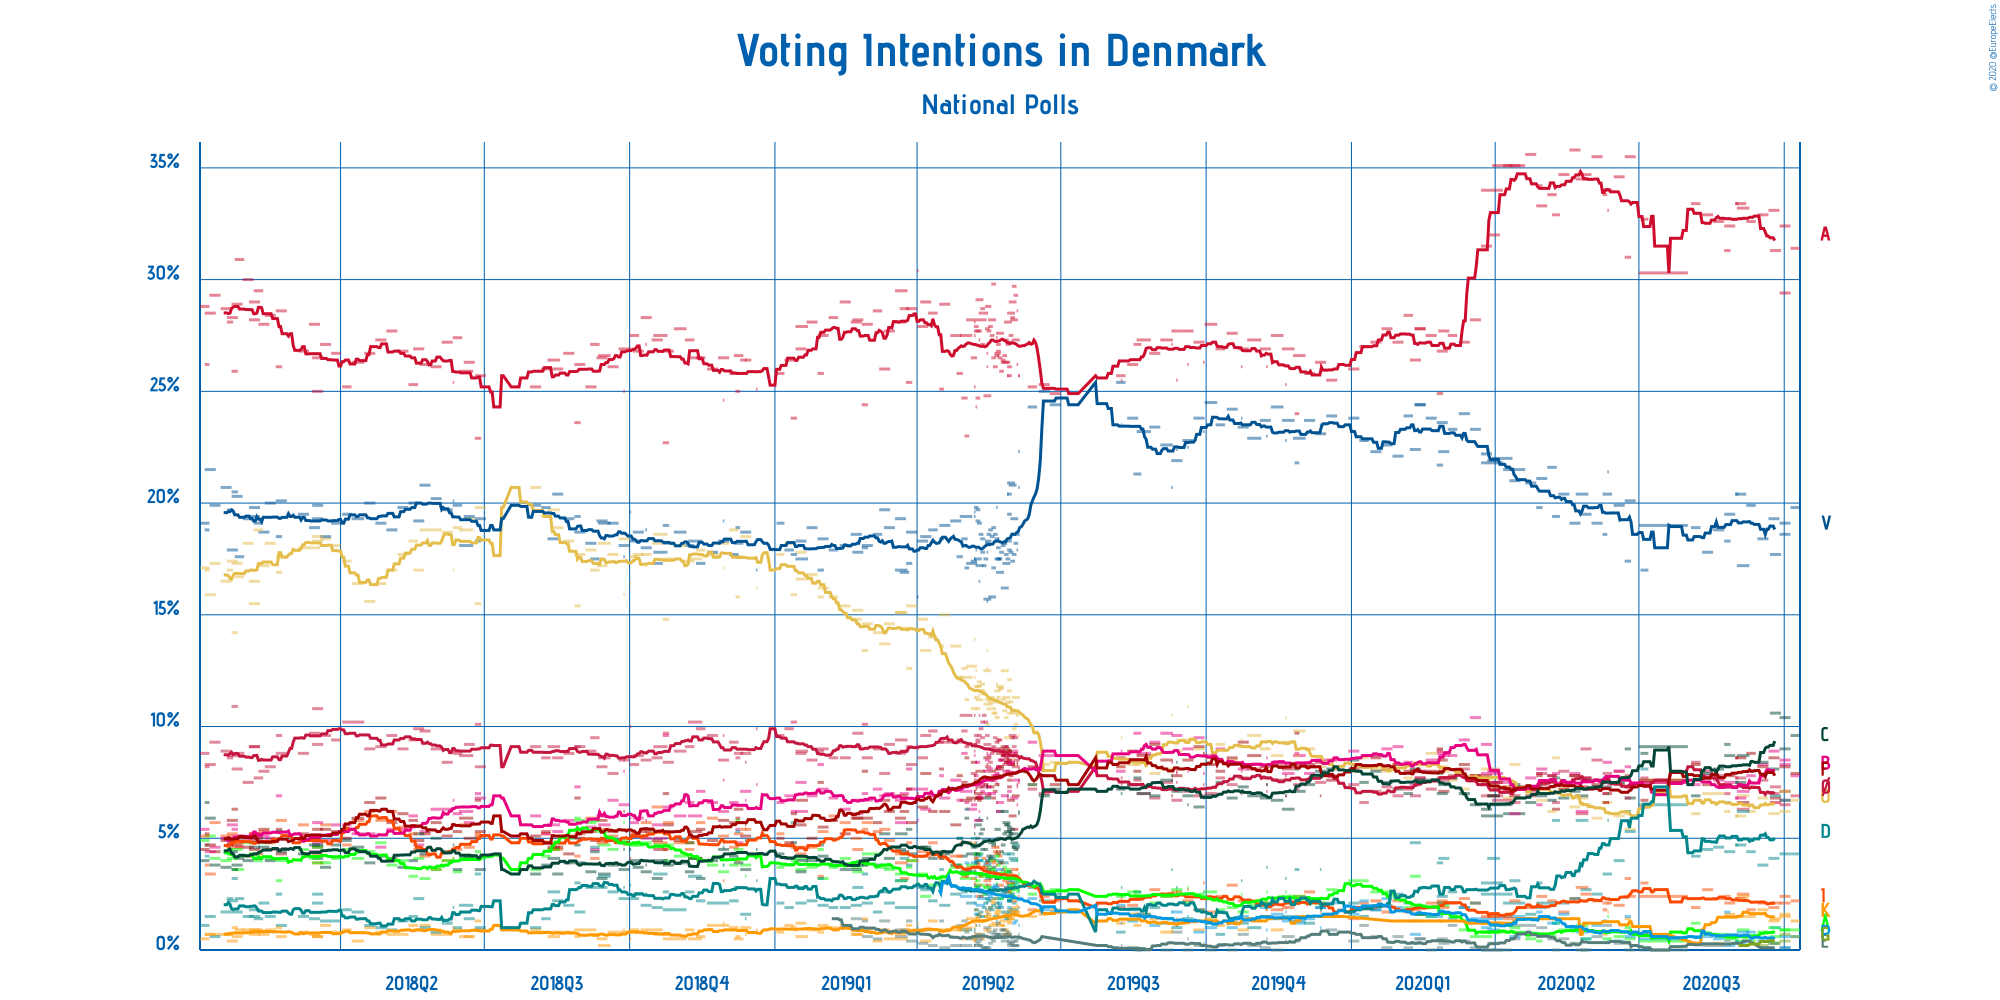 © 2020 @EuropeElects
Voting Intentions in Denmark
National Polls
35%
30%
25%
20%
15%
10%
5%
0%
A
V
C
B
F
Ø
O
D
I
K
2018Q2 2018Q3 2018Q4 2019Q1 2019Q2 2019Q3 2019Q4 2020Q1 2020Q2 2020Q3